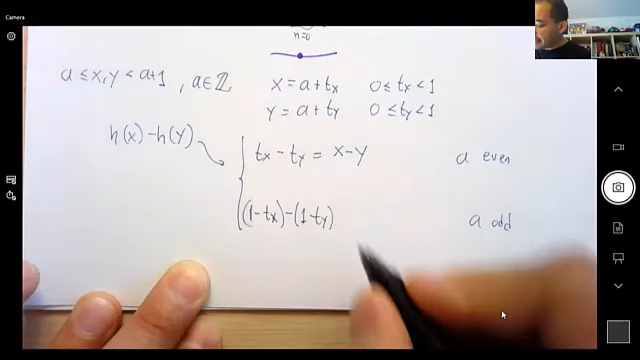 Camera
n=0
a ≤ x, y < a+1 , a ∈ ℤ x = a + tx 0 ≤ tx < 1
y = a + ty 0 ≤ ty < 1
h(x) - h(y)
tx - ty = x - y a even
(1-tx) - (1-ty) a odd